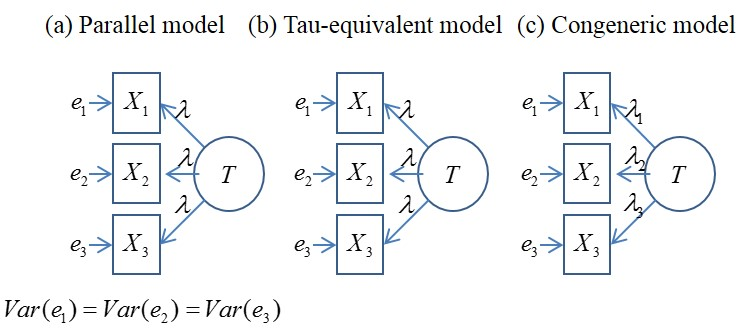 (a) Parallel model (b) Tau-equivalent model (c) Congeneric model
e₁ X₁ λ e₁ X₁ λ e₁ X₁ λ₁
e₂ X₂ λ T e₂ X₂ λ T e₂ X₂ λ₂ T
e₃ X₃ λ e₃ X₃ λ e₃ X₃ λ₃
Var(e₁) = Var(e₂) = Var(e₃)